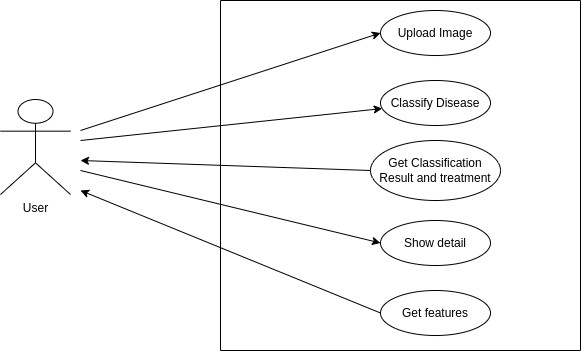 Upload Image
Classify Disease
Get Classification
Result and treatment
User
Show detail
Get features